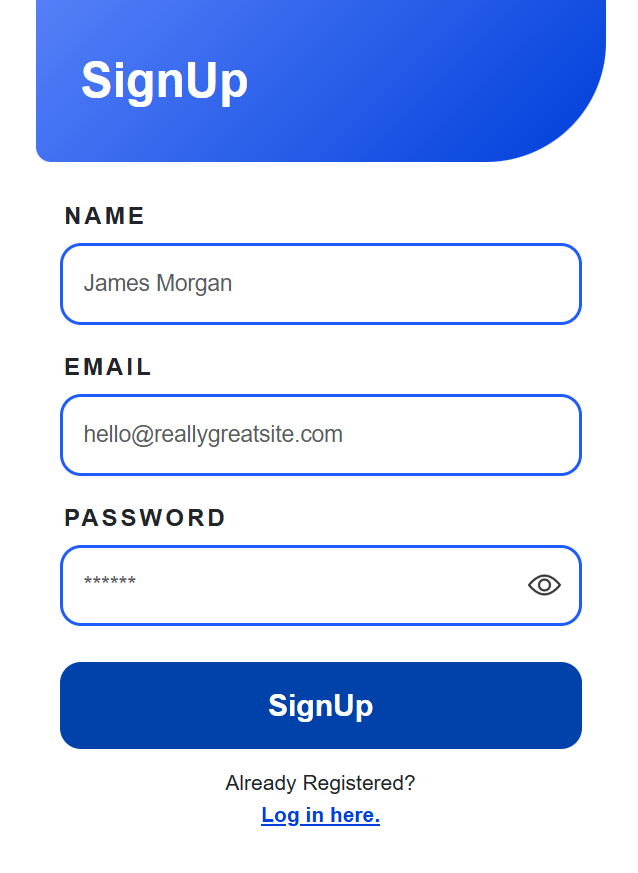 SignUp
NAME
James Morgan
EMAIL
hello@reallygreatsite.com
PASSWORD
******
SignUp
Already Registered?
Log in here.